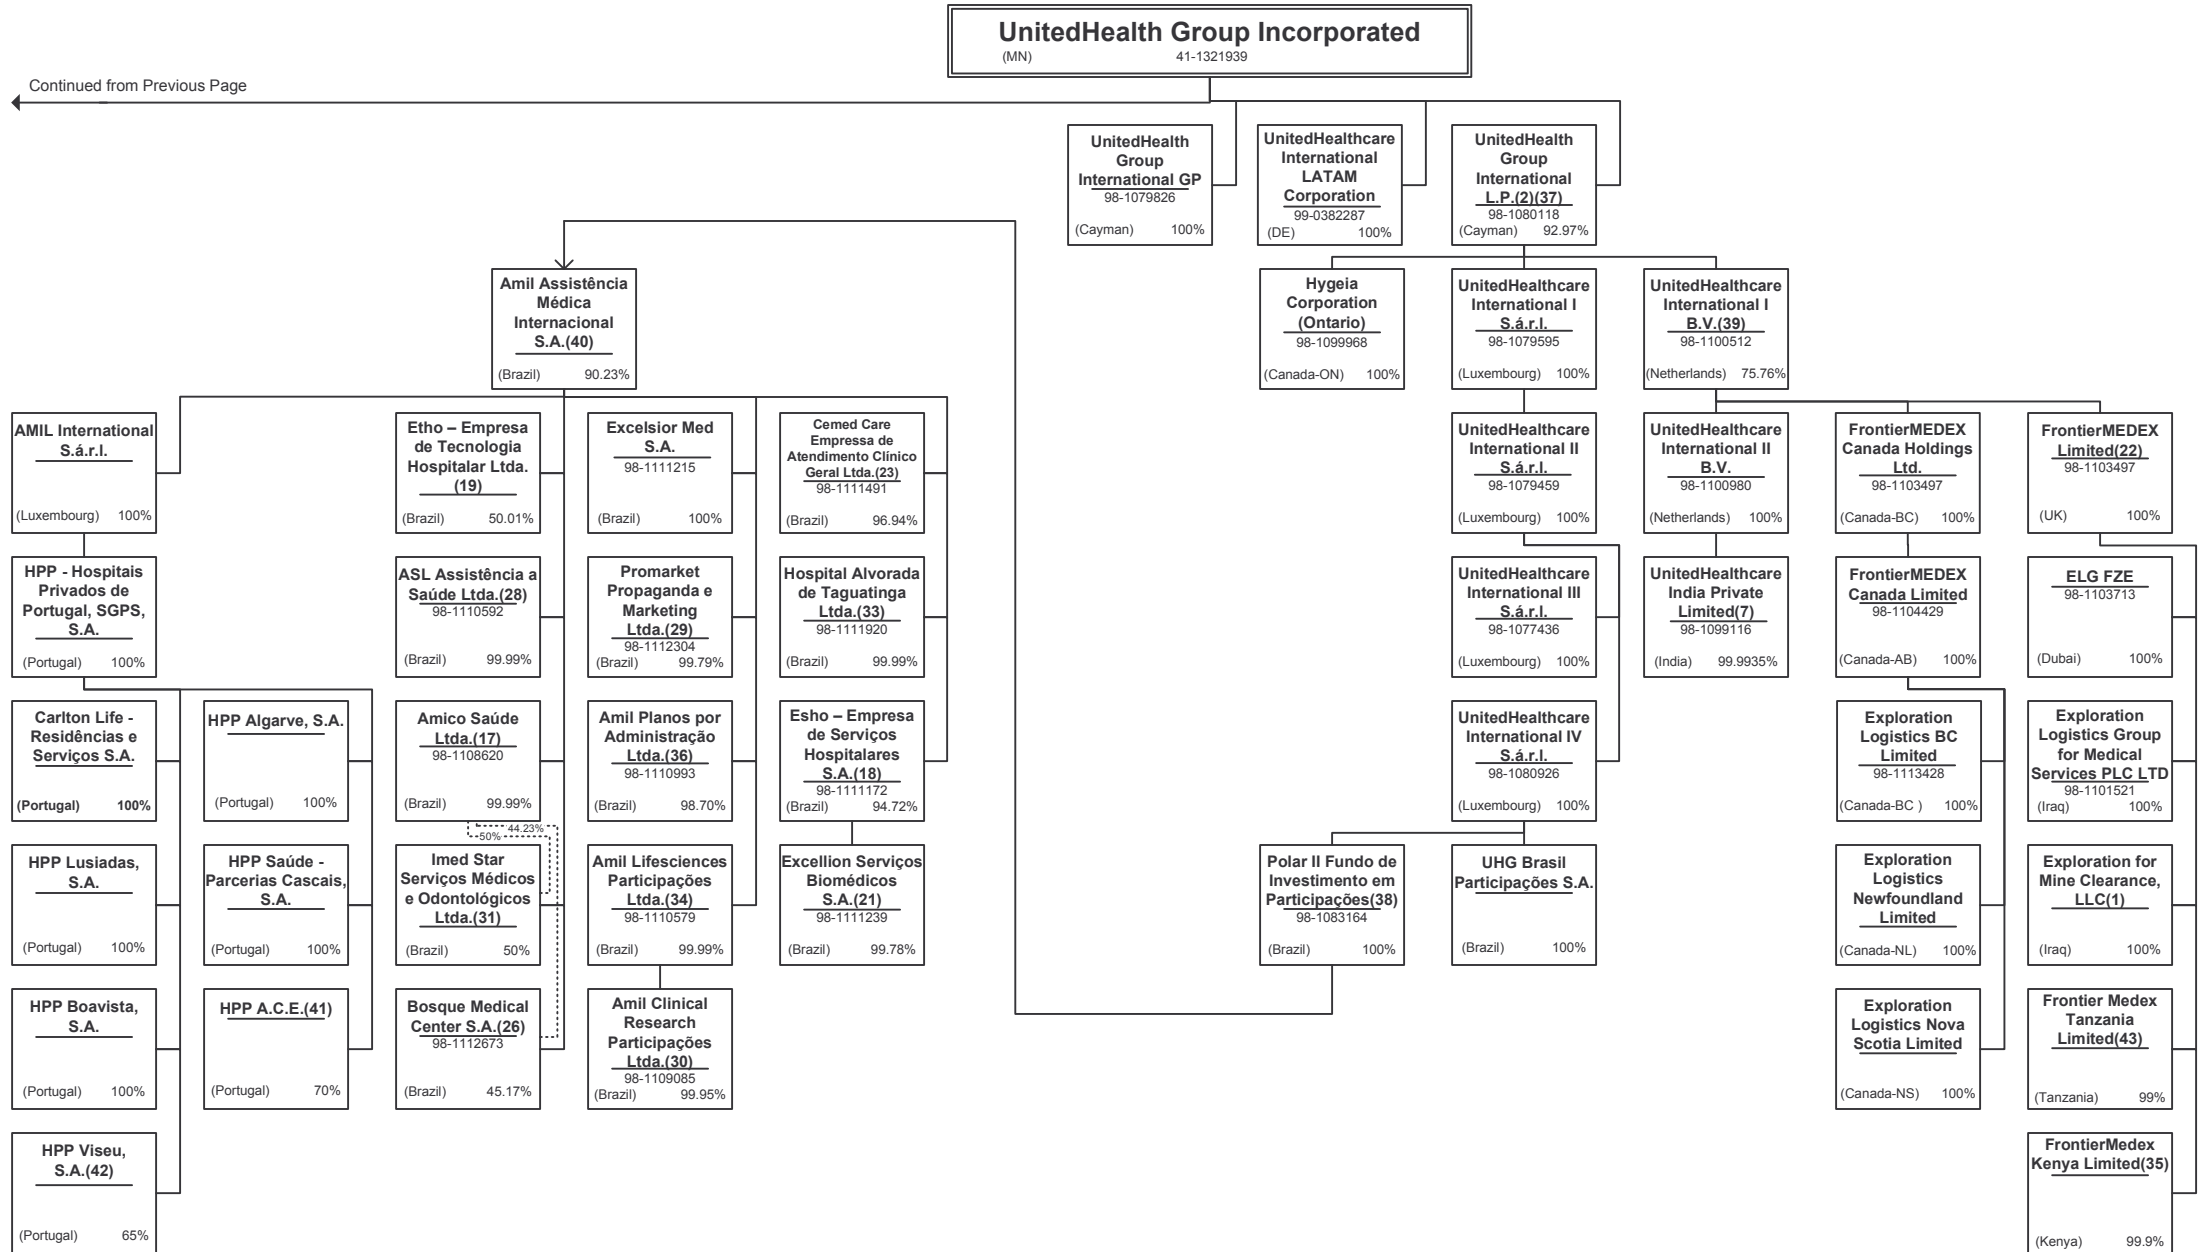 UnitedHealth Group Incorporated
(MN) 41-1321939
Continued from Previous Page
UnitedHealth
Group
International GP
98-1079826
(Cayman) 100%
UnitedHealthcare
International
LATAM
Corporation
99-0382287
(DE) 100%
UnitedHealth
Group
International
L.P.(2)(37)
98-1080118
(Cayman) 92.97%
Amil Assistência
Médica
Internacional
S.A.(40)
(Brazil) 90.23%
Hygeia
Corporation
(Ontario)
98-1099968
(Canada-ON) 100%
UnitedHealthcare
International I
S.á.r.l.
98-1079595
(Luxembourg) 100%
UnitedHealthcare
International I
B.V.(39)
98-1100512
(Netherlands) 75.76%
AMIL International
S.á.r.l.
(Luxembourg) 100%
Etho – Empresa
de Tecnologia
Hospitalar Ltda.
(19)
(Brazil) 50.01%
Excelsior Med
S.A.
98-1111215
(Brazil) 100%
Cemed Care
Empressa de
Atendimento Clínico
Geral Ltda.(23)
98-1111491
(Brazil) 96.94%
UnitedHealthcare
International II
S.á.r.l.
98-1079459
(Luxembourg) 100%
UnitedHealthcare
International II
B.V.
98-1100980
(Netherlands) 100%
FrontierMEDEX
Canada Holdings
Ltd.
98-1103497
(Canada-BC) 100%
FrontierMEDEX
Limited(22)
98-1103497
(UK) 100%
HPP - Hospitais
Privados de
Portugal, SGPS,
S.A.
(Portugal) 100%
ASL Assistência a
Saúde Ltda.(28)
98-1110592
(Brazil) 99.99%
Promarket
Propaganda e
Marketing
Ltda.(29)
98-1112304
(Brazil) 99.79%
Hospital Alvorada
de Taguatinga
Ltda.(33)
98-1111920
(Brazil) 99.99%
UnitedHealthcare
International III
S.á.r.l.
98-1077436
(Luxembourg) 100%
UnitedHealthcare
India Private
Limited(7)
98-1099116
(India) 99.9935%
FrontierMEDEX
Canada Limited
98-1104429
(Canada-AB) 100%
ELG FZE
98-1103713
(Dubai) 100%
Carlton Life -
Residências e
Serviços S.A.
(Portugal) 100%
HPP Algarve, S.A.
(Portugal) 100%
Amico Saúde
Ltda.(17)
98-1108620
(Brazil) 99.99%
Amil Planos por
Administração
Ltda.(36)
98-1110993
(Brazil) 98.70%
Esho – Empresa
de Serviços
Hospitalares
S.A.(18)
98-1111172
(Brazil) 94.72%
UnitedHealthcare
International IV
S.á.r.l.
98-1080926
(Luxembourg) 100%
Exploration
Logistics BC
Limited
98-1113428
(Canada-BC ) 100%
Exploration
Logistics Group
for Medical
Services PLC LTD
98-1101521
(Iraq) 100%
44.23%
50%
HPP Lusiadas,
S.A.
(Portugal) 100%
HPP Saúde -
Parcerias Cascais,
S.A.
(Portugal) 100%
Imed Star
Serviços Médicos
e Odontológicos
Ltda.(31)
(Brazil) 50%
Amil Lifesciences
Participações
Ltda.(34)
98-1110579
(Brazil) 99.99%
Excellion Serviços
Biomédicos
S.A.(21)
98-1111239
(Brazil) 99.78%
Polar II Fundo de
Investimento em
Participações(38)
98-1083164
(Brazil) 100%
UHG Brasil
Participações S.A.
(Brazil) 100%
Exploration
Logistics
Newfoundland
Limited
(Canada-NL) 100%
Exploration for
Mine Clearance,
LLC(1)
(Iraq) 100%
HPP Boavista,
S.A.
(Portugal) 100%
HPP A.C.E.(41)
(Portugal) 70%
Bosque Medical
Center S.A.(26)
98-1112673
(Brazil) 45.17%
Amil Clinical
Research
Participações
Ltda.(30)
98-1109085
(Brazil) 99.95%
Exploration
Logistics Nova
Scotia Limited
(Canada-NS) 100%
Frontier Medex
Tanzania
Limited(43)
(Tanzania) 99%
HPP Viseu,
S.A.(42)
(Portugal) 65%
FrontierMedex
Kenya Limited(35)
(Kenya) 99.9%